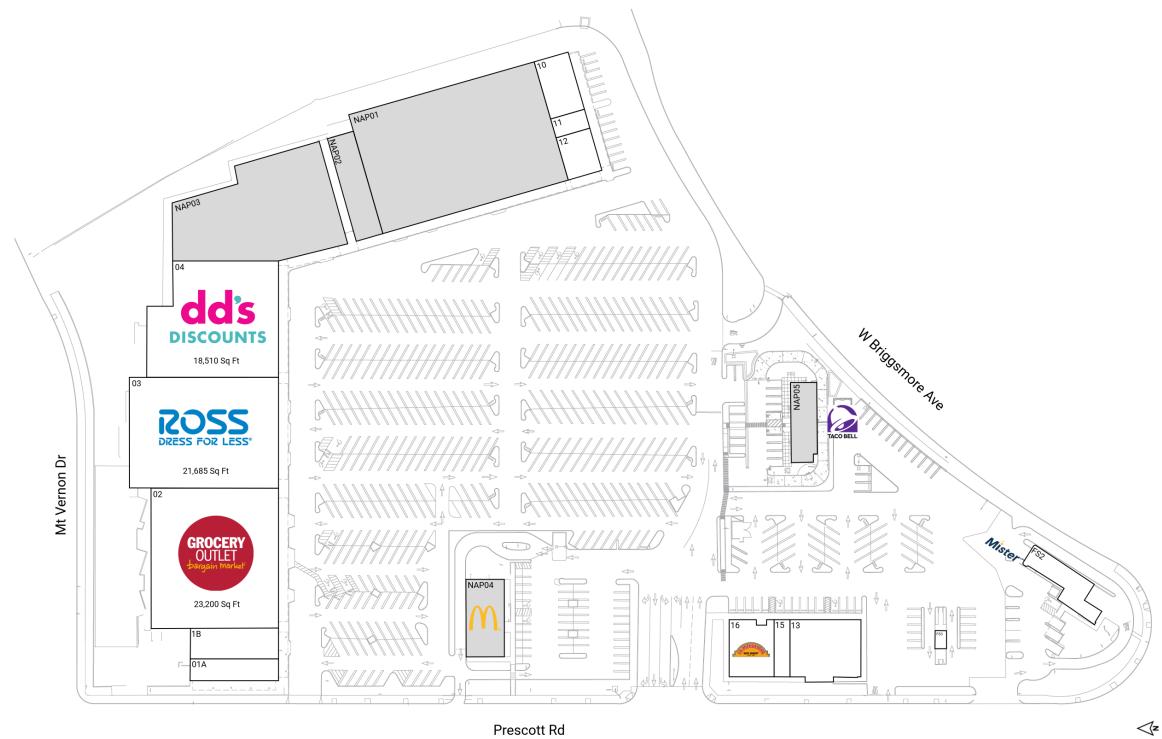 10
NAP01
11
NAP02
12
NAP03
04
dd's
DISCOUNTS
18,510 Sq Ft
03
ROSS
DRESS FOR LESS®
21,685 Sq Ft
02
GROCERY
OUTLET
bargain market
23,200 Sq Ft
1B
01A
NAP04
NAP05
TACO BELL
W Briggsmore Ave
Mt Vernon Dr
Mister
FS2
16
15
13
Prescott Rd
N